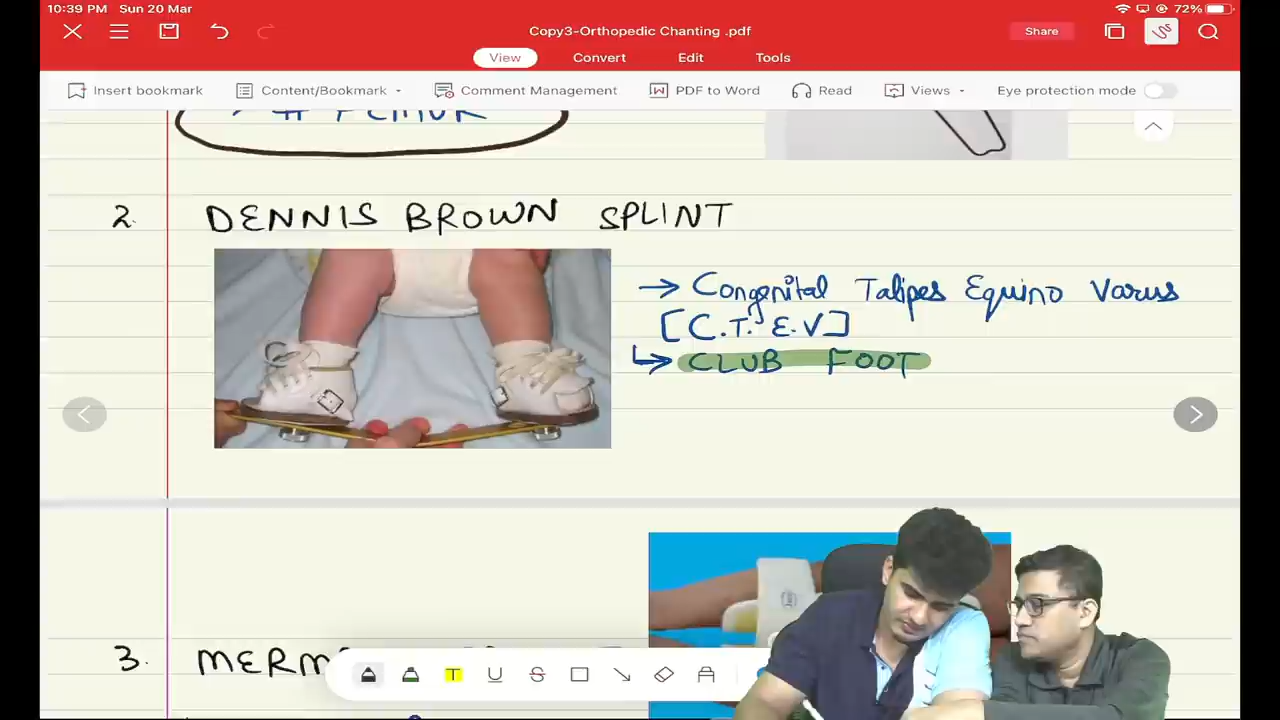 10:39 PM Sun 20 Mar
72%
Copy3-Orthopedic Chanting .pdf
Share
View Convert Edit Tools
Insert bookmark Content/Bookmark Comment Management PDF to Word Read Views Eye protection mode
# FEMUR
2. DENNIS BROWN SPLINT
→ Congenital Talipes Equino Varus
[C.T. E.V]
↳ CLUB FOOT
3. MERM
T U S A